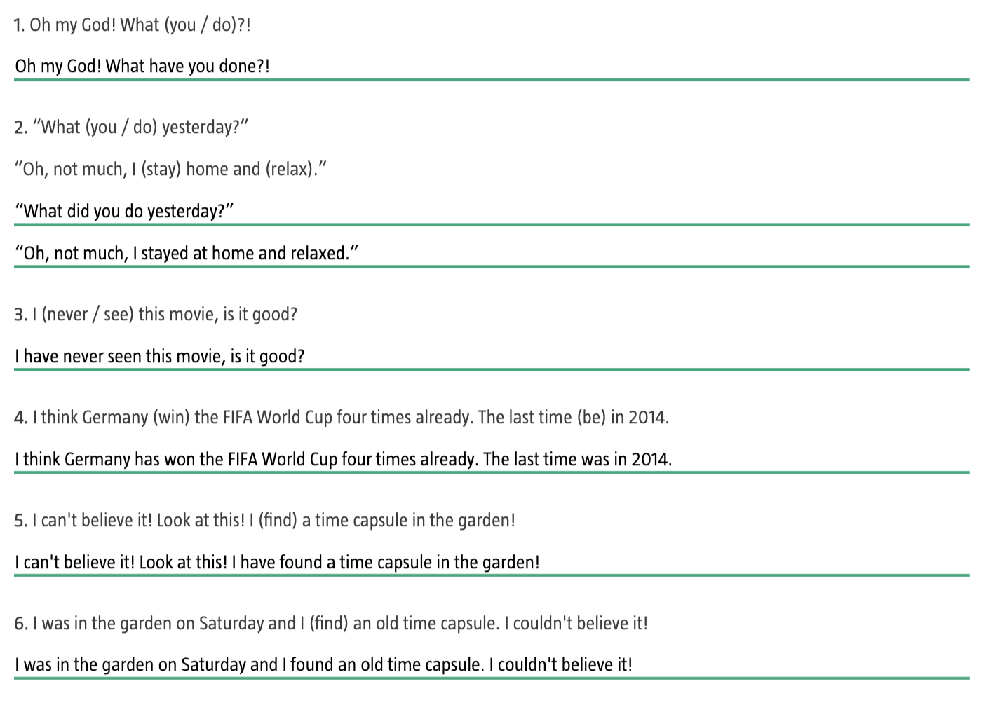 1. Oh my God! What (you / do)?!
Oh my God! What have you done?!
2. “What (you / do) yesterday?”
“Oh, not much, I (stay) home and (relax).”
“What did you do yesterday?”
“Oh, not much, I stayed at home and relaxed.”
3. I (never / see) this movie, is it good?
I have never seen this movie, is it good?
4. I think Germany (win) the FIFA World Cup four times already. The last time (be) in 2014.
I think Germany has won the FIFA World Cup four times already. The last time was in 2014.
5. I can't believe it! Look at this! I (find) a time capsule in the garden!
I can't believe it! Look at this! I have found a time capsule in the garden!
6. I was in the garden on Saturday and I (find) an old time capsule. I couldn't believe it!
I was in the garden on Saturday and I found an old time capsule. I couldn't believe it!